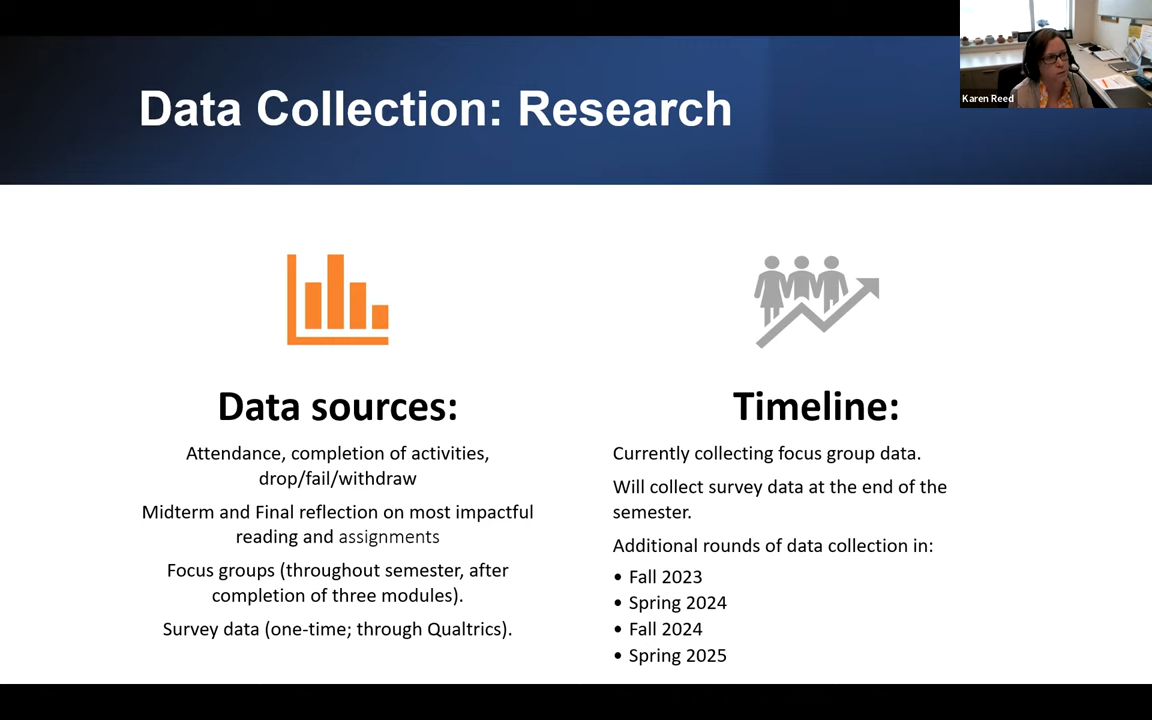 Data Collection: Research
Karen Reed
Data sources:
Attendance, completion of activities,
drop/fail/withdraw
Midterm and Final reflection on most impactful
reading and assignments
Focus groups (throughout semester, after
completion of three modules).
Survey data (one-time; through Qualtrics).
Timeline:
Currently collecting focus group data.
Will collect survey data at the end of the
semester.
Additional rounds of data collection in:
• Fall 2023
• Spring 2024
• Fall 2024
• Spring 2025